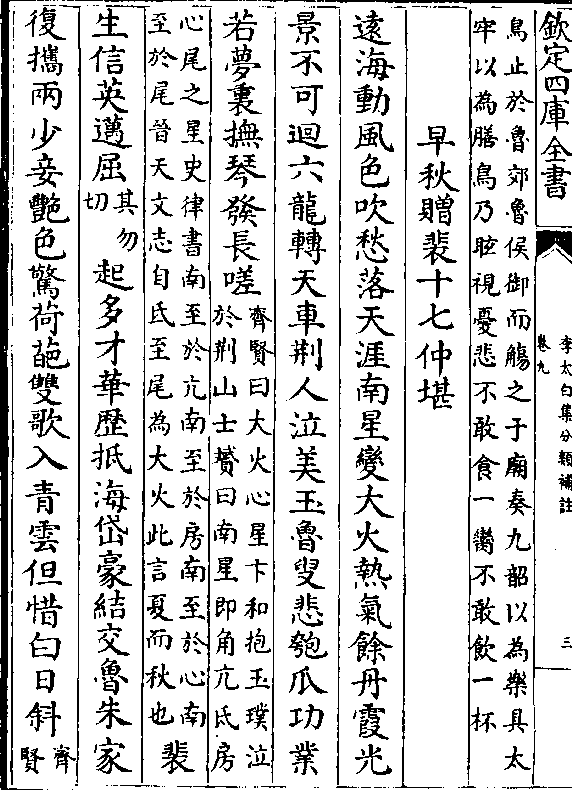 欽定四庫全書
李太白集分類補註
卷九
三
鳥止於魯郊魯侯御而觴之于廟奏九韶以為樂具太
牢以為膳鳥乃眩視憂悲不敢食一臠不敢飲一杯
早秋贈裴十七仲堪
遠海動風色吹愁落天涯南星變大火熱氣餘丹霞光
景不可迴六龍轉天車荆人泣美玉魯叟悲匏瓜功業
若夢裏撫琴發長嗟
齊賢曰大火心星卞和抱玉璞泣
於荆山士贇曰南星即角亢氐房
心尾之星史律書南至於亢南至於房南至於心南
至於尾晉天文志自氐至尾為大火此言夏而秋也
裴
生信英邁屈
其勿
切
起多才華歴抵海岱豪結交魯朱家
復攜兩少妾艷色驚荷葩雙歌入青雲但惜白日斜
齊
賢